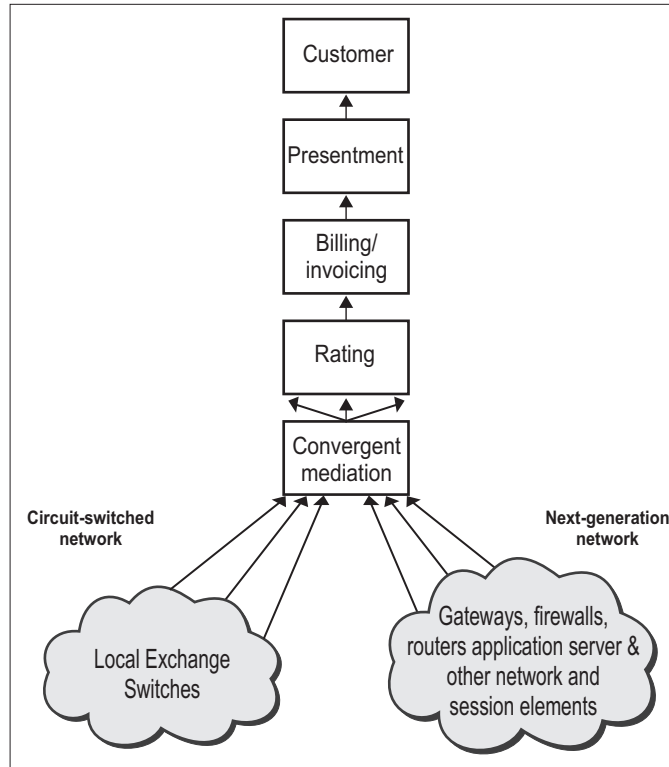 Customer
Presentment
Billing/
invoicing
Rating
Convergent
mediation
Circuit-switched
network
Next-generation
network
Local Exchange
Switches
Gateways, firewalls,
routers application server &
other network and
session elements